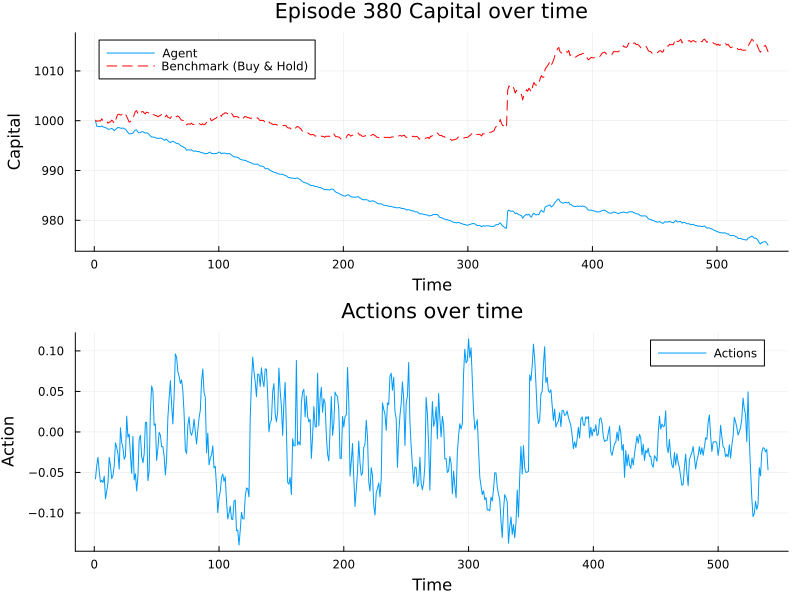 Episode 380 Capital over time
Agent
Benchmark (Buy & Hold)
1010
1000
990
980
Capital
0 100 200 300 400 500
Time
Actions over time
Actions
0.10
0.05
0.00
−0.05
−0.10
Action
0 100 200 300 400 500
Time